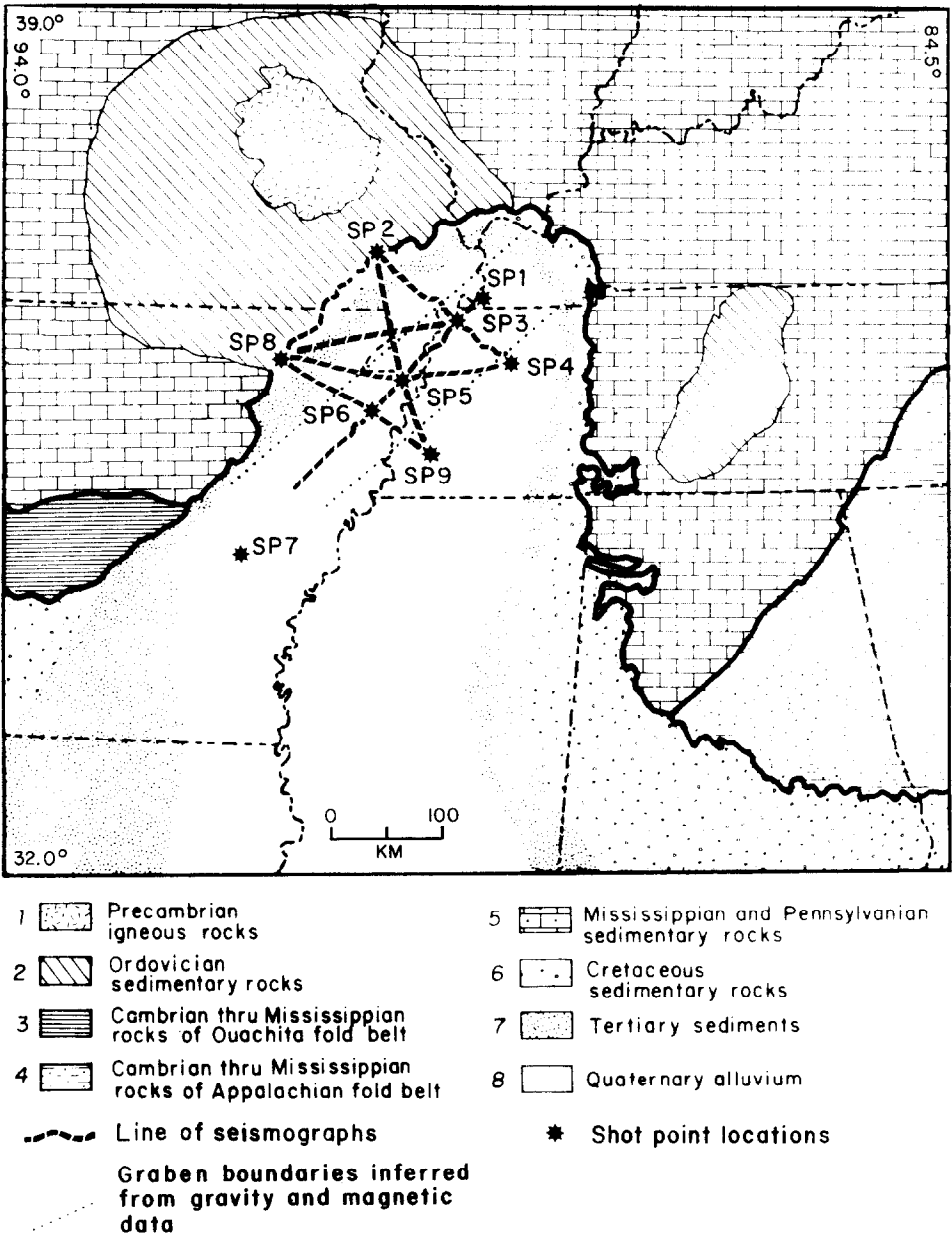 39.0°
94.0°
84.5°
SP2
SP1
SP3
SP8
SP4
SP5
SP6
SP9
SP7
0 100
KM
32.0°
1 Precambrian
igneous rocks
2 Ordovician
sedimentary rocks
3 Cambrian thru Mississippian
rocks of Ouachita fold belt
4 Cambrian thru Mississippian
rocks of Appalachian fold belt
Line of seismographs
Graben boundaries inferred
from gravity and magnetic
data
5 Mississippian and Pennsylvanian
sedimentary rocks
6 Cretaceous
sedimentary rocks
7 Tertiary sediments
8 Quaternary alluvium
Shot point locations